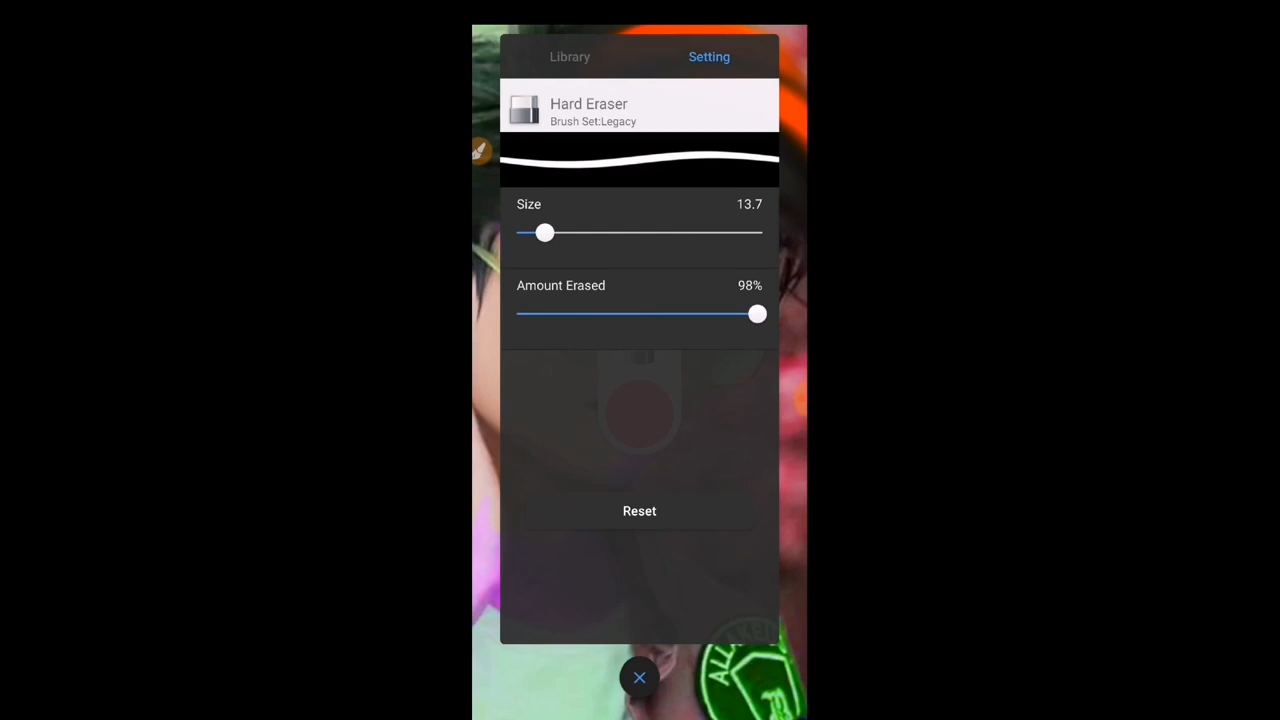 Library
Setting
Hard Eraser
Brush Set:Legacy
Size
13.7
Amount Erased
98%
Reset